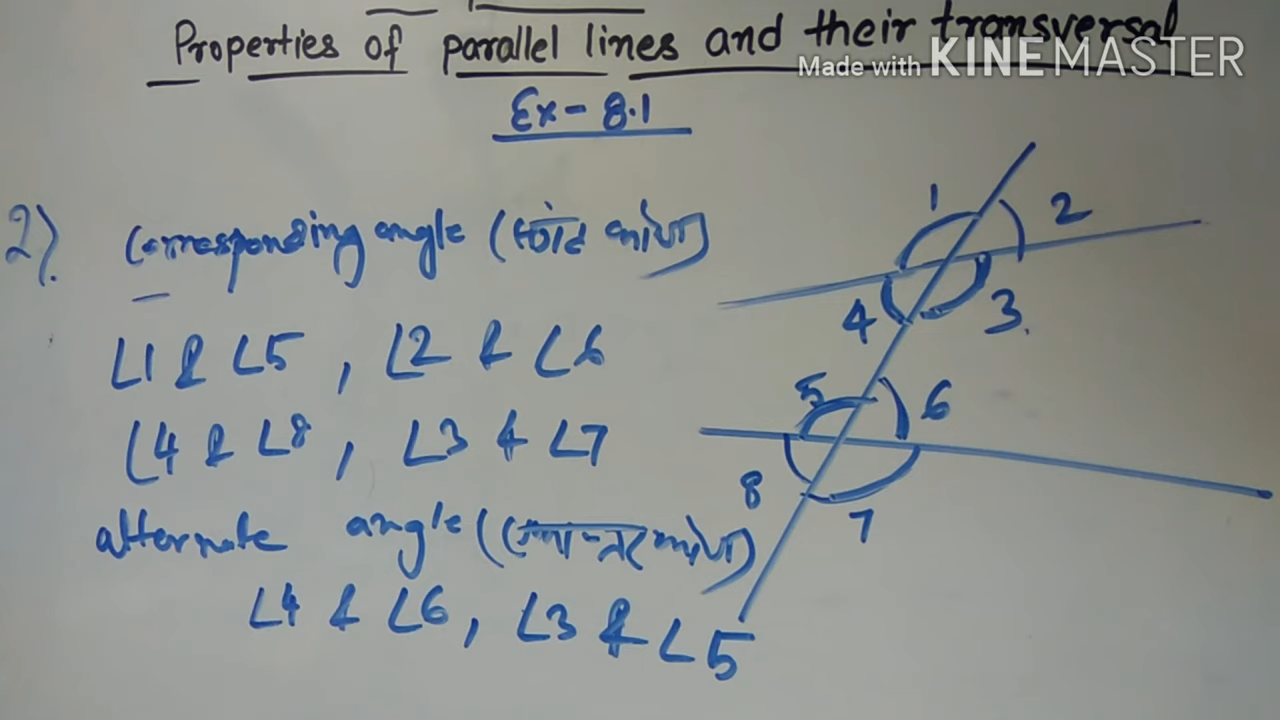 Properties of parallel lines and their transversal
Made with KINEMASTER
Ex - 8.1
2). Corresponding angle
∠1 & ∠5 , ∠2 & ∠6
∠4 & ∠8 , ∠3 & ∠7
alternate angle
∠4 & ∠6 , ∠3 & ∠5
1
2
4
3.
5
6
8
7